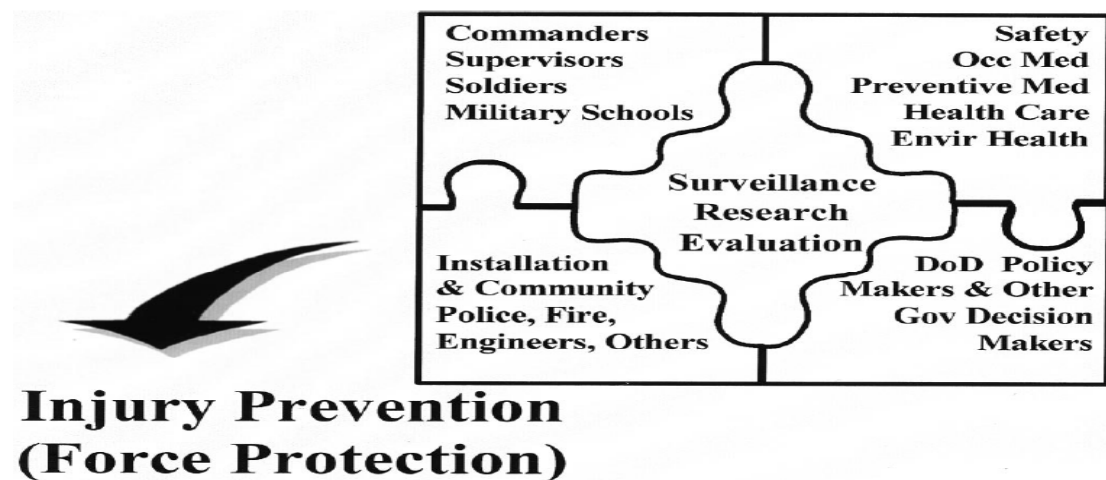 Commanders
Supervisors
Soldiers
Military Schools
Safety
Occ Med
Preventive Med
Health Care
Envir Health
Surveillance
Research
Evaluation
Installation
& Community
Police, Fire,
Engineers, Others
DoD Policy
Makers & Other
Gov Decision
Makers
Injury Prevention
(Force Protection)